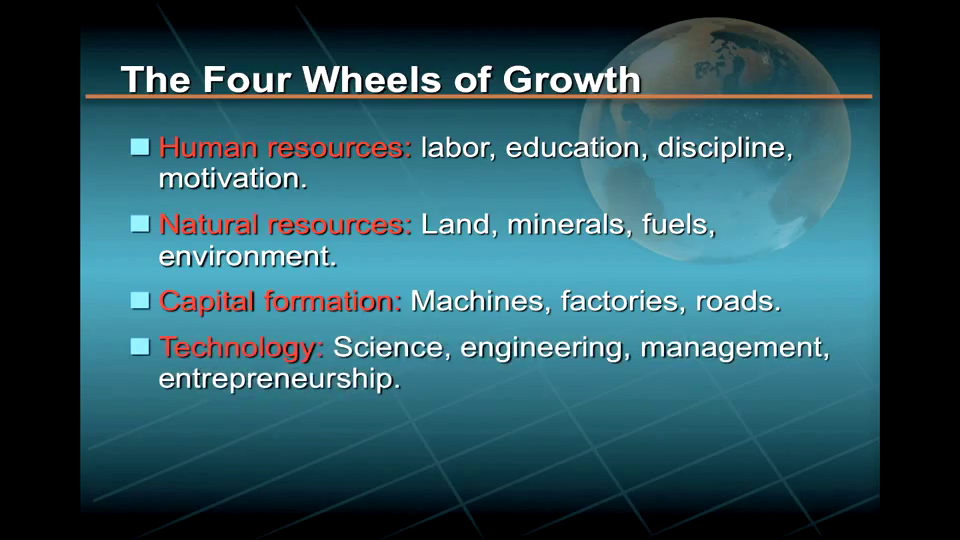 The Four Wheels of Growth
Human resources: labor, education, discipline,
motivation.
Natural resources: Land, minerals, fuels,
environment.
Capital formation: Machines, factories, roads.
Technology: Science, engineering, management,
entrepreneurship.